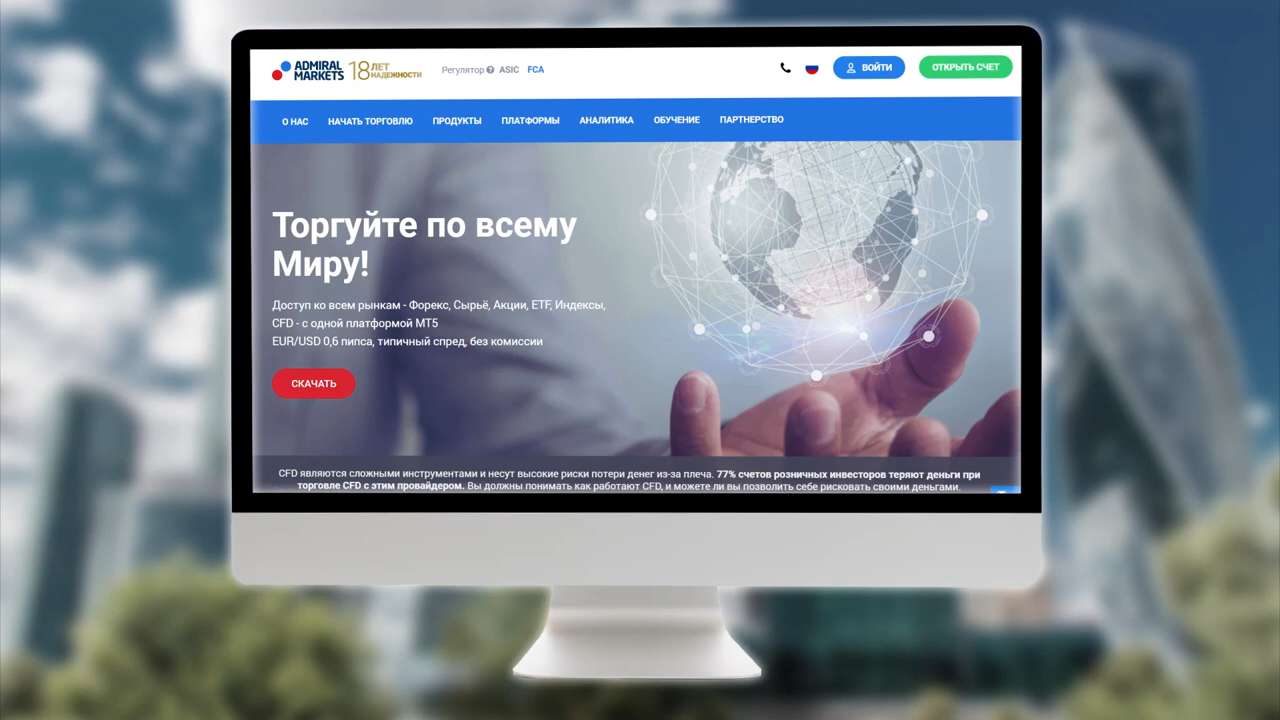 ADMIRAL
MARKETS
18 ЛЕТ
НАДЕЖНОСТИ
Регулятор ? ASIC FCA
ВОЙТИ
ОТКРЫТЬ СЧЕТ
О НАС НАЧАТЬ ТОРГОВЛЮ ПРОДУКТЫ ПЛАТФОРМЫ АНАЛИТИКА ОБУЧЕНИЕ ПАРТНЕРСТВО
Торгуйте по всему
Миру!
Доступ ко всем рынкам - Форекс, Сырьё, Акции, ETF, Индексы,
CFD - с одной платформой MT5
EUR/USD 0,6 пипса, типичный спред, без комиссии
СКАЧАТЬ
CFD являются сложными инструментами и несут высокие риски потери денег из-за плеча. 77% счетов розничных инвесторов теряют деньги при
торговле CFD с этим провайдером. Вы должны понимать как работают CFD, и можете ли вы позволить себе рисковать своими деньгами.